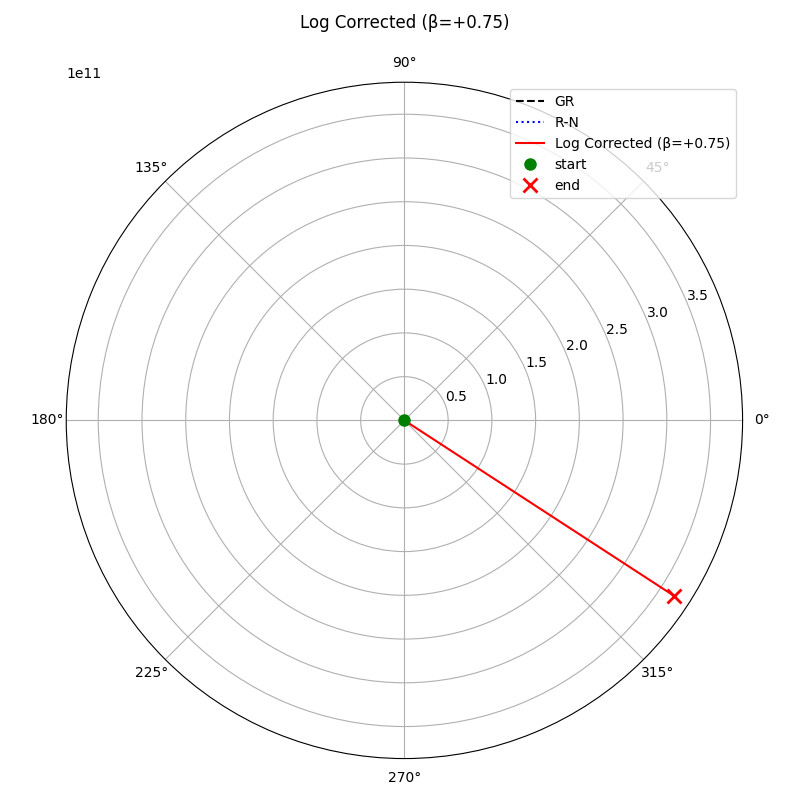 Log Corrected (β=+0.75)
1e11
90°
GR
R-N
Log Corrected (β=+0.75)
start
end
135°
45°
3.5
3.0
2.5
2.0
1.5
1.0
0.5
180°
0°
225°
315°
270°